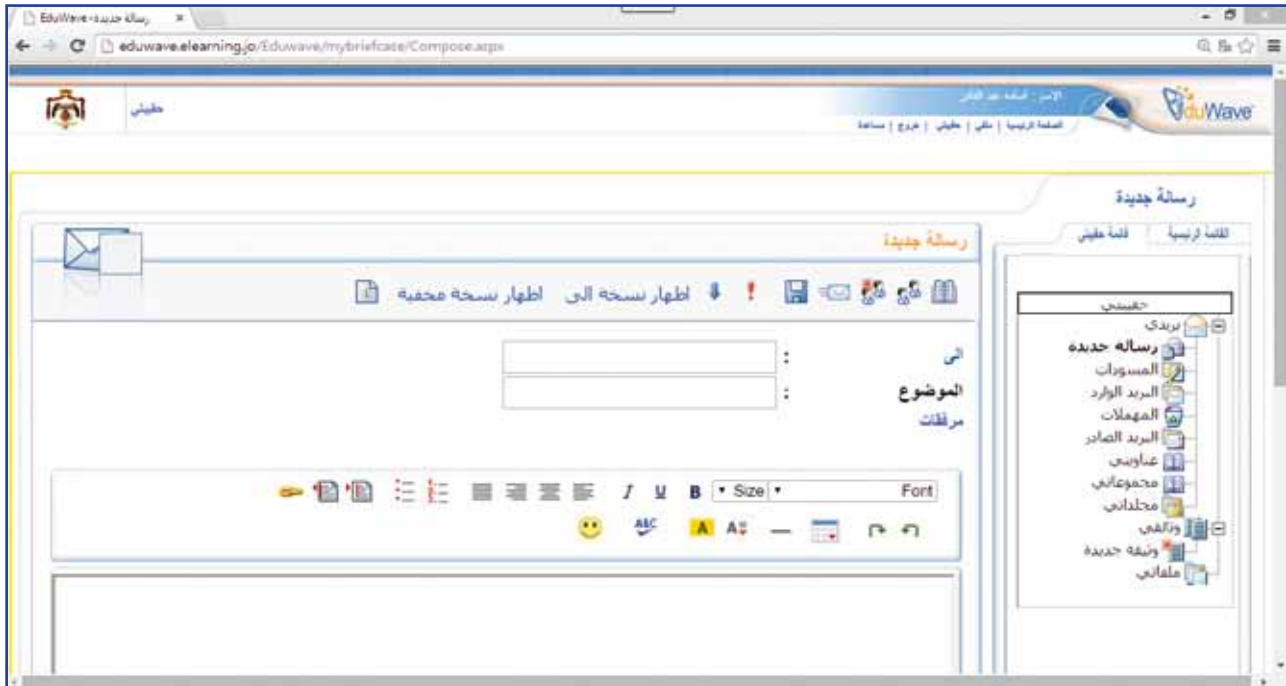 رسالة جديدة - EduWave
eduwave.elearning.jo/Eduwave/mybriefcase/Compose.aspx
EduWave
حقيبتي
الصفحة الرئيسية | ملفي | حقيبتي | خروج | مساعدة
رسالة جديدة
القائمة الرئيسية
قائمة حقيبتي
حقيبتي
بريدي
رسالة جديدة
المسودات
البريد الوارد
المهملات
البريد الصادر
عناويني
مجموعاتي
مجلداتي
وثائقي
وثيقة جديدة
ملفاتي
رسالة جديدة
اظهار نسخة الى اظهار نسخة مخفية
الى :
الموضوع :
مرفقات
Font Size B U I
ABC A A